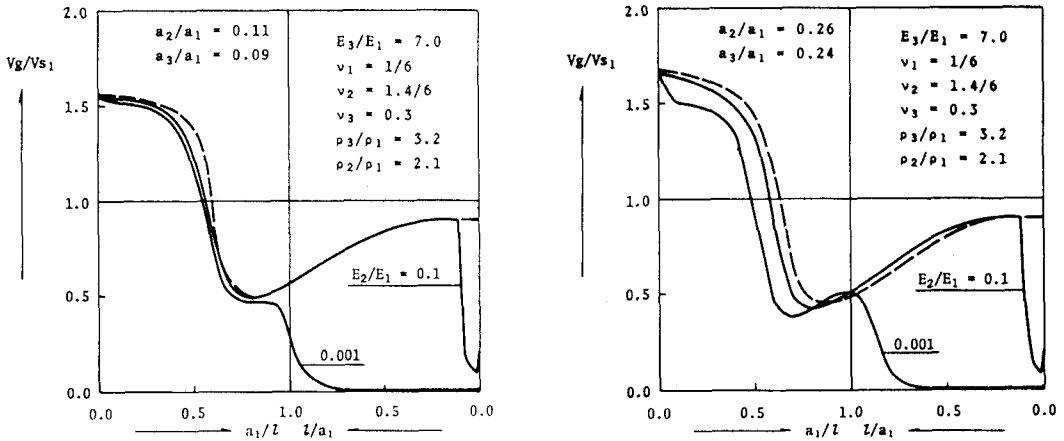 2.0
a₂/a₁ = 0.11
a₃/a₁ = 0.09
E₃/E₁ = 7.0
ν₁ = 1/6
ν₂ = 1.4/6
ν₃ = 0.3
ρ₃/ρ₁ = 3.2
ρ₂/ρ₁ = 2.1
Vg/Vs₁
1.5
1.0
0.5
0.0
E₂/E₁ = 0.1
0.001
0.0 0.5 1.0 0.5 0.0
a₁/l l/a₁
2.0
a₂/a₁ = 0.26
a₃/a₁ = 0.24
E₃/E₁ = 7.0
ν₁ = 1/6
ν₂ = 1.4/6
ν₃ = 0.3
ρ₃/ρ₁ = 3.2
ρ₂/ρ₁ = 2.1
Vg/Vs₁
1.5
1.0
0.5
0.0
E₂/E₁ = 0.1
0.001
0.0 0.5 1.0 0.5 0.0
a₁/l l/a₁